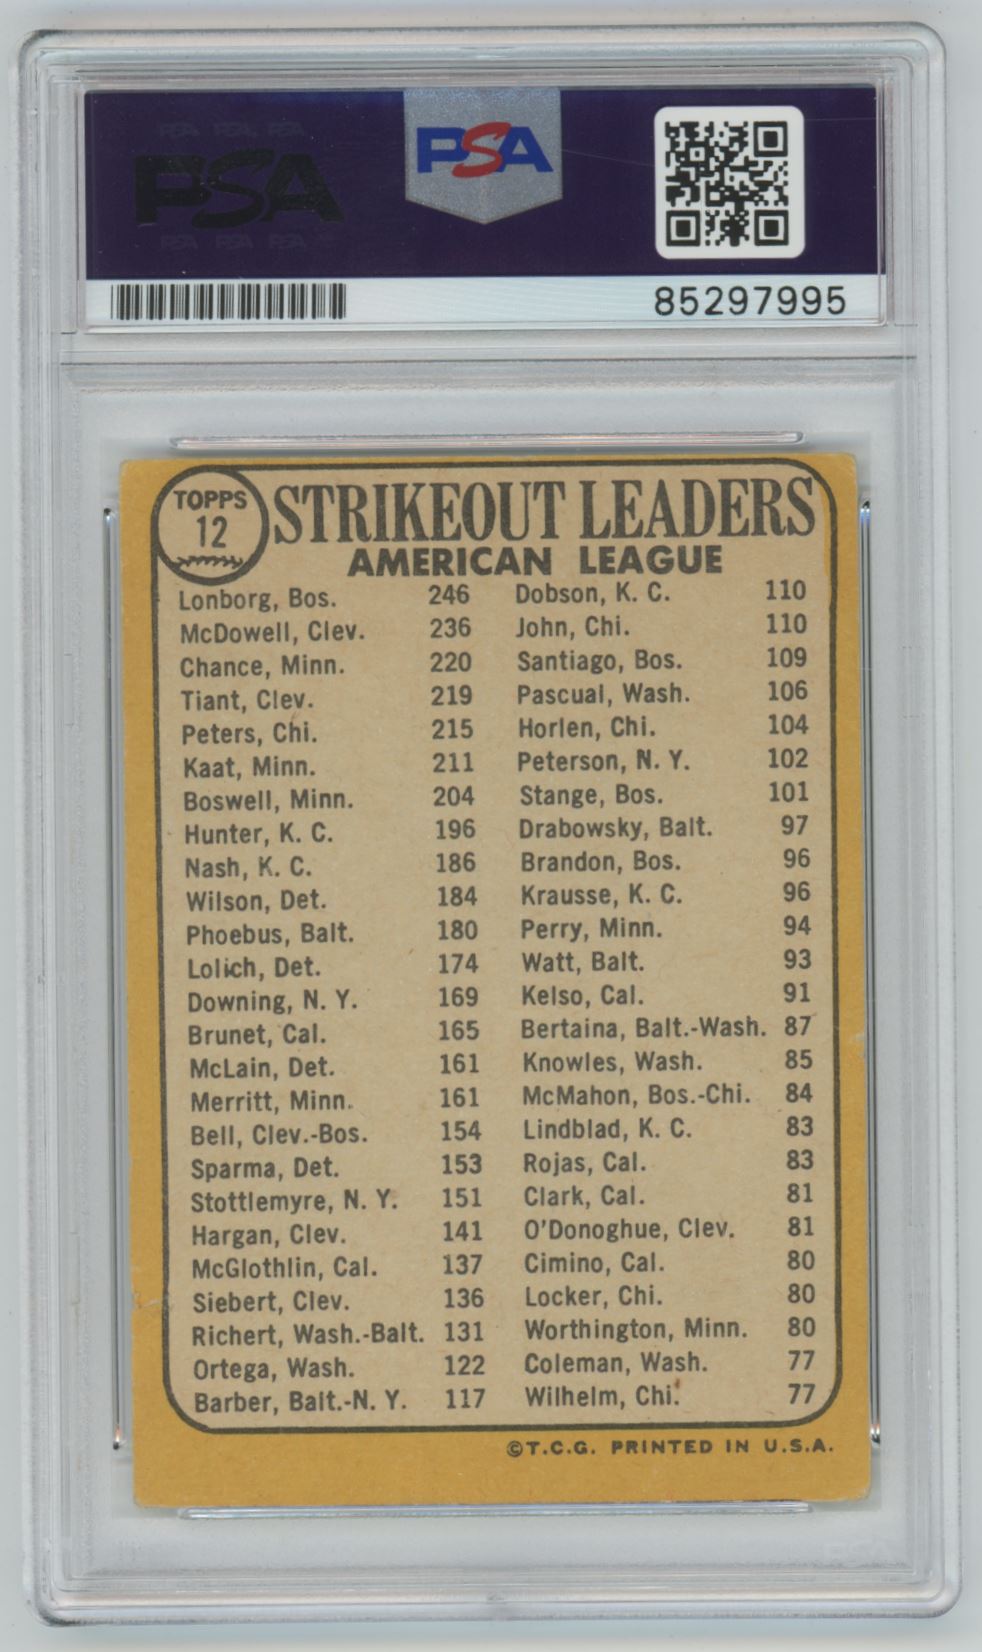 PSA PSA PSA
PSA
PSA PSA PSA
PSA
85297995
TOPPS
12
STRIKEOUT LEADERS
AMERICAN LEAGUE
Lonborg, Bos. 246 Dobson, K. C. 110
McDowell, Clev. 236 John, Chi. 110
Chance, Minn. 220 Santiago, Bos. 109
Tiant, Clev. 219 Pascual, Wash. 106
Peters, Chi. 215 Horlen, Chi. 104
Kaat, Minn. 211 Peterson, N. Y. 102
Boswell, Minn. 204 Stange, Bos. 101
Hunter, K. C. 196 Drabowsky, Balt. 97
Nash, K. C. 186 Brandon, Bos. 96
Wilson, Det. 184 Krausse, K. C. 96
Phoebus, Balt. 180 Perry, Minn. 94
Lolich, Det. 174 Watt, Balt. 93
Downing, N. Y. 169 Kelso, Cal. 91
Brunet, Cal. 165 Bertaina, Balt.-Wash. 87
McLain, Det. 161 Knowles, Wash. 85
Merritt, Minn. 161 McMahon, Bos.-Chi. 84
Bell, Clev.-Bos. 154 Lindblad, K. C. 83
Sparma, Det. 153 Rojas, Cal. 83
Stottlemyre, N. Y. 151 Clark, Cal. 81
Hargan, Clev. 141 O'Donoghue, Clev. 81
McGlothlin, Cal. 137 Cimino, Cal. 80
Siebert, Clev. 136 Locker, Chi. 80
Richert, Wash.-Balt. 131 Worthington, Minn. 80
Ortega, Wash. 122 Coleman, Wash. 77
Barber, Balt.-N. Y. 117 Wilhelm, Chi. 77
©T.C.G. PRINTED IN U.S.A.